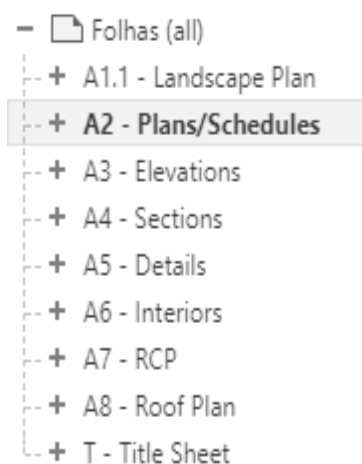 Folhas (all)
A1.1 - Landscape Plan
A2 - Plans/Schedules
A3 - Elevations
A4 - Sections
A5 - Details
A6 - Interiors
A7 - RCP
A8 - Roof Plan
T - Title Sheet